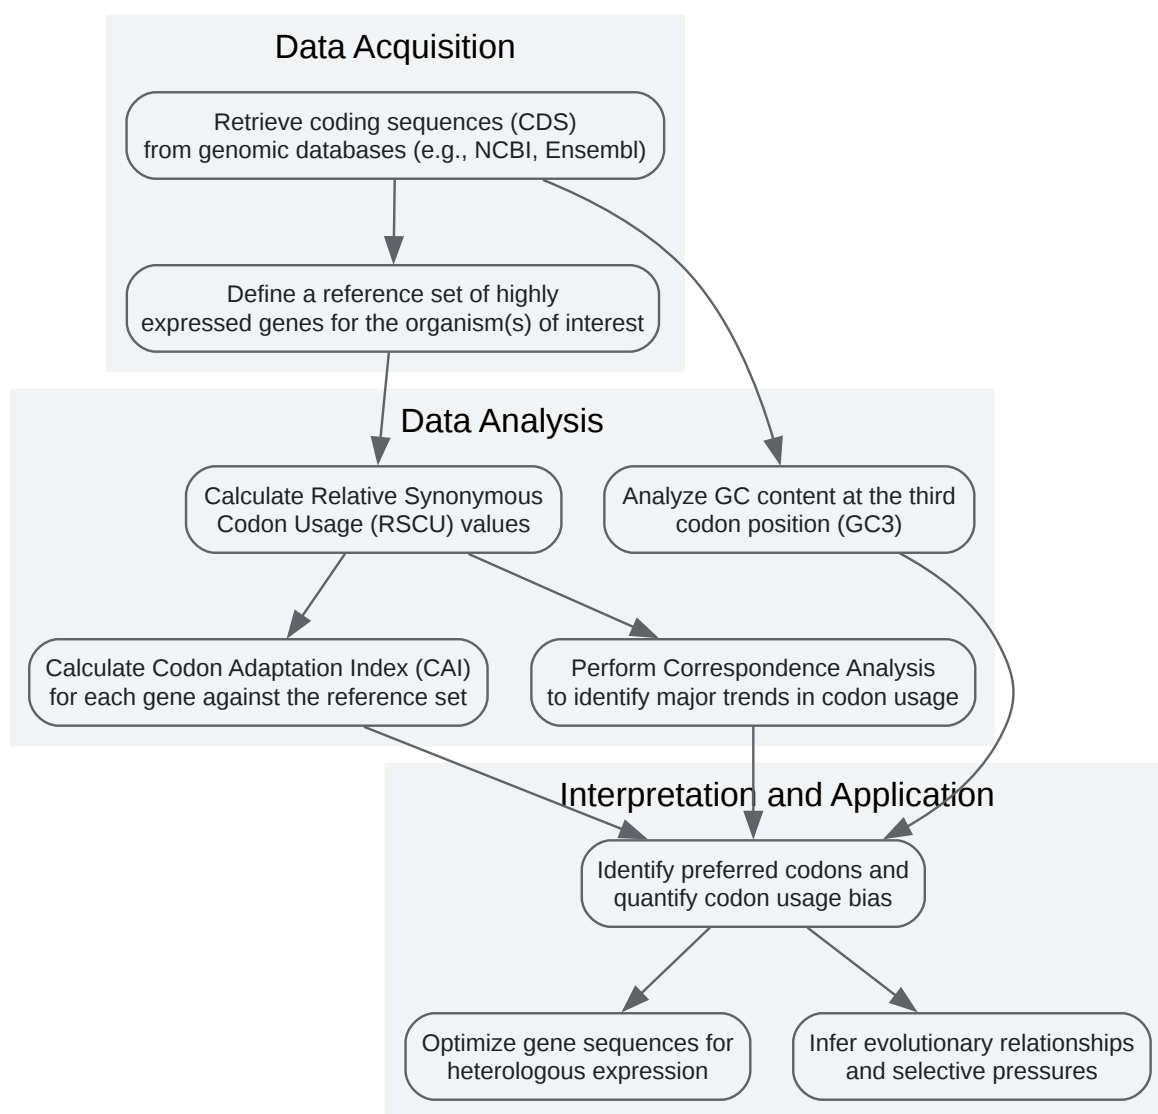 Data Acquisition
Retrieve coding sequences (CDS)
from genomic databases (e.g., NCBI, Ensembl)
Define a reference set of highly
expressed genes for the organism(s) of interest
Data Analysis
Calculate Relative Synonymous
Codon Usage (RSCU) values
Analyze GC content at the third
codon position (GC3)
Calculate Codon Adaptation Index (CAI)
for each gene against the reference set
Perform Correspondence Analysis
to identify major trends in codon usage
Interpretation and Application
Identify preferred codons and
quantify codon usage bias
Optimize gene sequences for
heterologous expression
Infer evolutionary relationships
and selective pressures